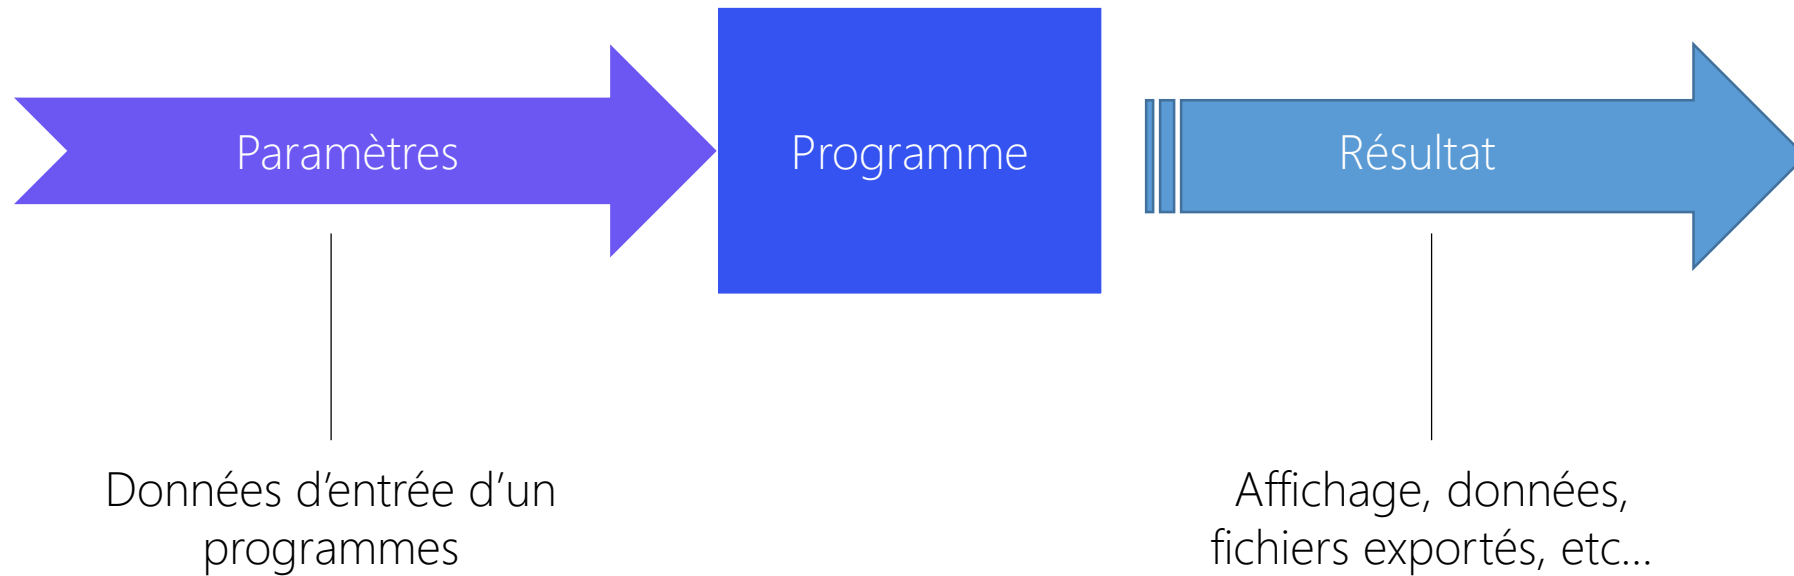 Paramètres
Programme
Résultat
Données d’entrée d’un
programmes
Affichage, données,
fichiers exportés, etc...